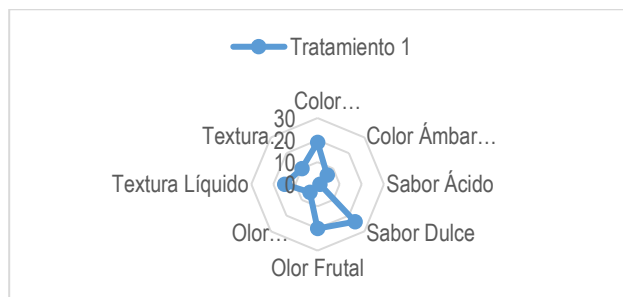 Tratamiento 1
Color…
Color Ámbar…
Sabor Ácido
Sabor Dulce
Olor Frutal
Olor…
Textura Líquido
Textura…
30
20
10
0